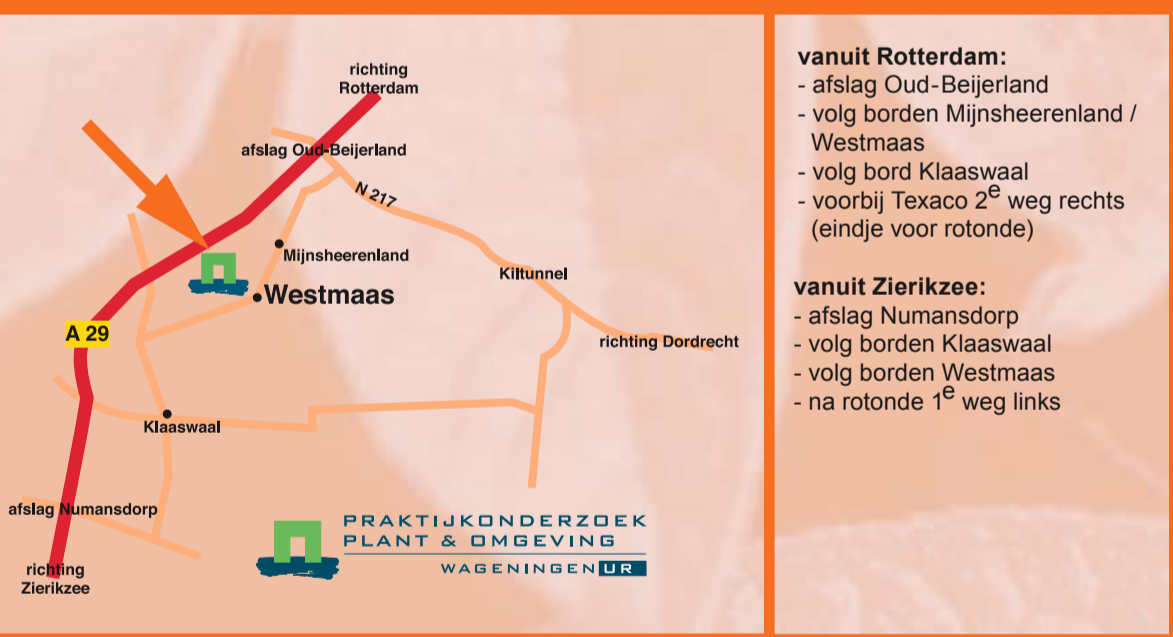 richting
Rotterdam
afslag Oud-Beijerland
N 217
Mijnsheerenland
Westmaas
Kiltunnel
A 29
richting Dordrecht
Klaaswaal
afslag Numansdorp
richting
Zierikzee
PRAKTIJKONDERZOEK
PLANT & OMGEVING
WAGENINGEN UR
vanuit Rotterdam:
- afslag Oud-Beijerland
- volg borden Mijnsheerenland /
Westmaas
- volg bord Klaaswaal
- voorbij Texaco 2e weg rechts
(eindje voor rotonde)
vanuit Zierikzee:
- afslag Numansdorp
- volg borden Klaaswaal
- volg borden Westmaas
- na rotonde 1e weg links